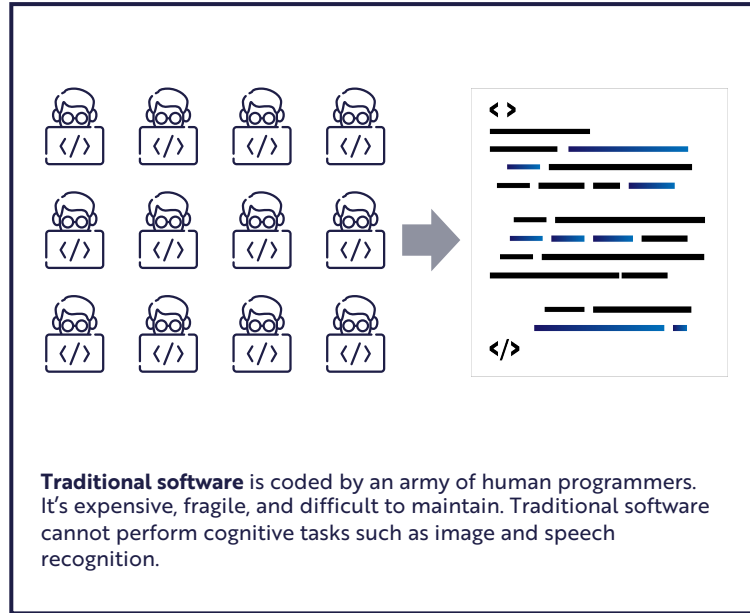 </> </> </> </>
< >
</> </> </> </>
</> </> </> </>
</>
Traditional software is coded by an army of human programmers.
It’s expensive, fragile, and difficult to maintain. Traditional software
cannot perform cognitive tasks such as image and speech
recognition.